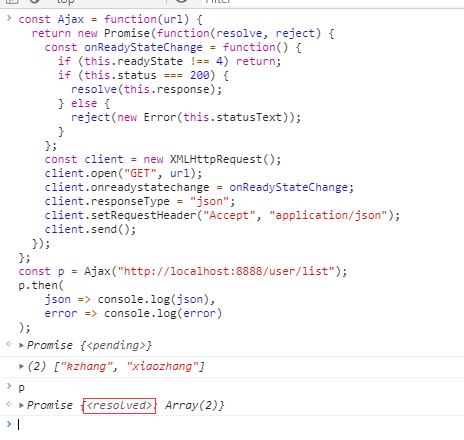 top
Filter
const Ajax = function(url) {
return new Promise(function(resolve, reject) {
const onReadyStateChange = function() {
if (this.readyState !== 4) return;
if (this.status === 200) {
resolve(this.response);
} else {
reject(new Error(this.statusText));
}
};
const client = new XMLHttpRequest();
client.open("GET", url);
client.onreadystatechange = onReadyStateChange;
client.responseType = "json";
client.setRequestHeader("Accept", "application/json");
client.send();
});
};
const p = Ajax("http://localhost:8888/user/list");
p.then(
json => console.log(json),
error => console.log(error)
);
Promise {<pending>}
(2) ["kzhang", "xiaozhang"]
p
Promise {<resolved>: Array(2)}